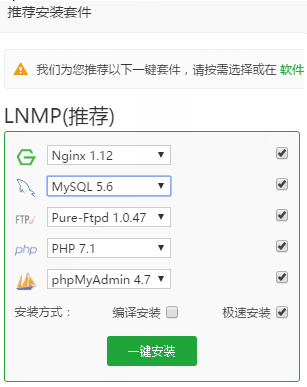 推荐安装套件
我们为您推荐以下一键套件，请按需选择或在 软件
LNMP(推荐)
Nginx 1.12
MySQL 5.6
FTP Pure-Ftpd 1.0.47
php PHP 7.1
phpMyAdmin 4.7
安装方式： 编译安装 极速安装
一键安装